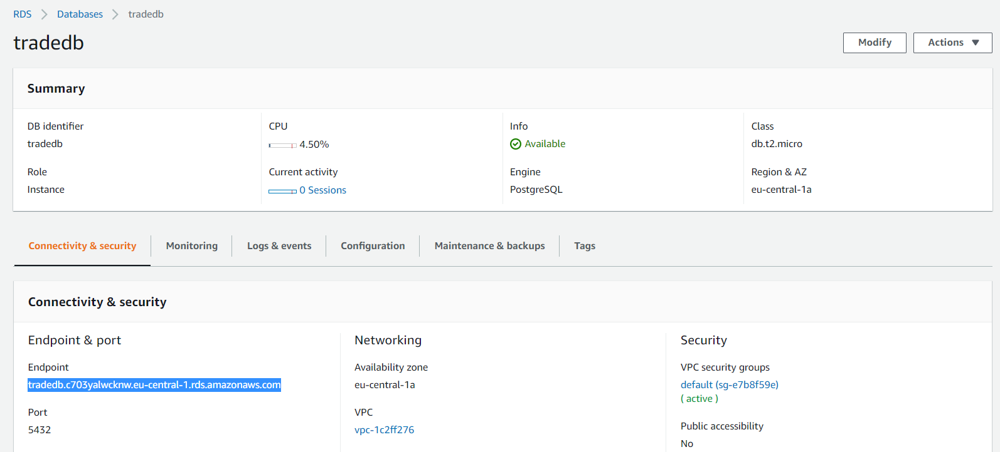 RDS > Databases > tradedb
tradedb
Modify
Actions ▼
Summary
DB identifier
tradedb
CPU
4.50%
Info
Available
Class
db.t2.micro
Role
Instance
Current activity
0 Sessions
Engine
PostgreSQL
Region & AZ
eu-central-1a
Connectivity & security
Monitoring
Logs & events
Configuration
Maintenance & backups
Tags
Connectivity & security
Endpoint & port
Endpoint
tradedb.c703yalwcknw.eu-central-1.rds.amazonaws.com
Port
5432
Networking
Availability zone
eu-central-1a
VPC
vpc-1c2ff276
Security
VPC security groups
default (sg-e7b8f59e)
( active )
Public accessibility
No